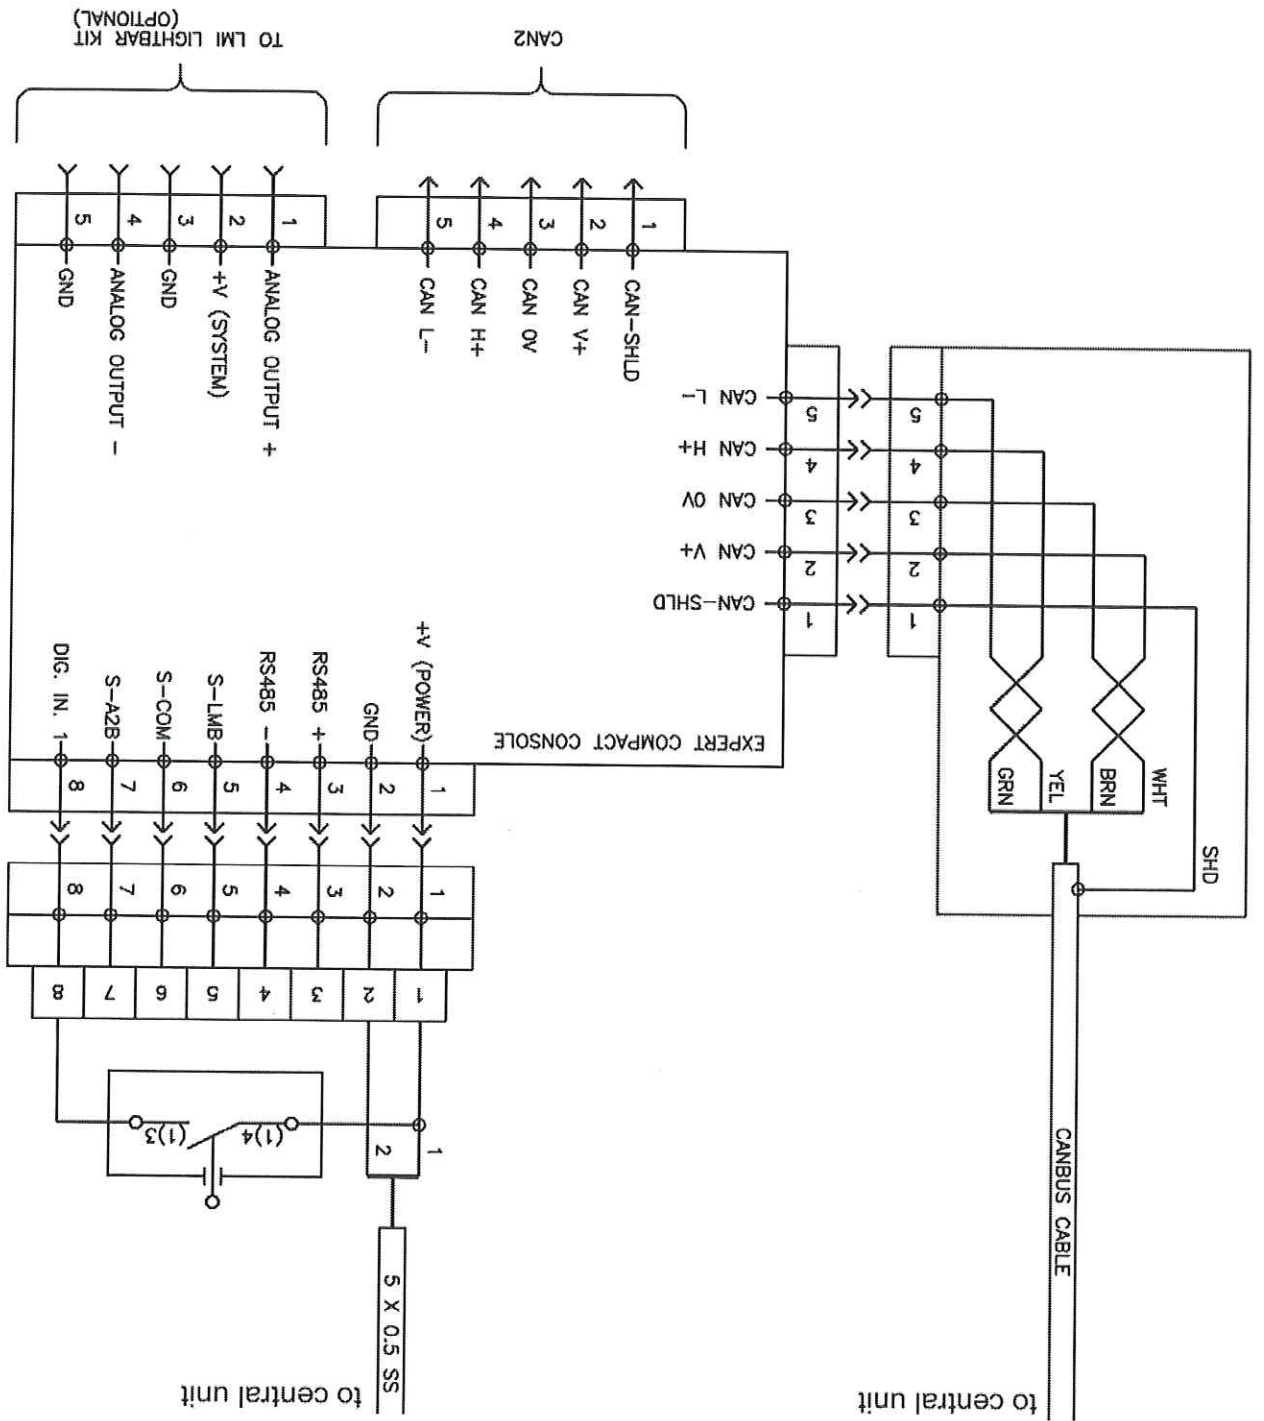 TO LMI LIGHTBAR KIT
(OPTIONAL)
CAN2
5
4
3
2
1
5
4
3
2
1
GND
ANALOG OUTPUT -
GND
+V (SYSTEM)
ANALOG OUTPUT +
CAN L-
CAN H+
CAN 0V
CAN V+
CAN-SHLD
CAN L-
5
5
CAN H+
4
4
CAN 0V
3
3
CAN V+
2
2
CAN-SHLD
1
1
DIG. IN. 1
S-A2B
S-COM
S-LMB
RS485 -
RS485 +
GND
+V (POWER)
EXPERT COMPACT CONSOLE
GRN
YEL
BRN
WHT
SHD
8
7
6
5
4
3
2
1
8
7
6
5
4
3
2
1
8
7
6
5
4
3
2
1
(1)3
(1)4
2
1
5 X 0.5 SS
CANBUS CABLE
to central unit
to central unit